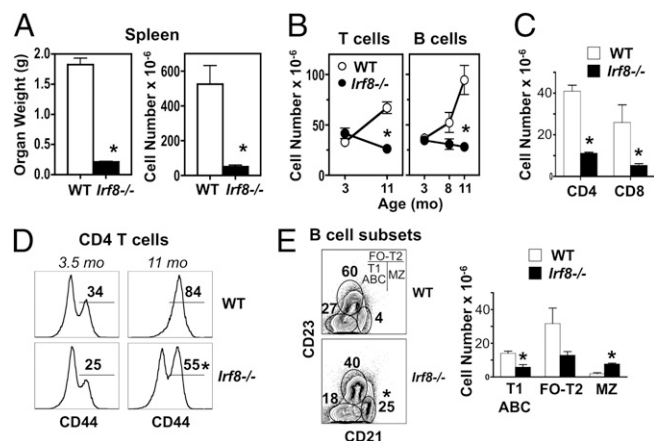 A
Spleen
Organ Weight (g)
2.0
1.5
1.0
0.5
0.0
*
WT Irf8-/-
Cell Number x 10-6
600
400
200
0
*
WT Irf8-/-
B
T cells B cells
WT
Irf8-/-
Cell Number x 10-6
100
50
0
*
*
3 11 3 8 11
Age (mo)
C
WT
Irf8-/-
Cell Number x 10-6
40
20
0
*
*
CD4 CD8
D
CD4 T cells
3.5 mo 11 mo
34
84
WT
25
55*
Irf8-/-
CD44 CD44
E
B cell subsets
FO-T2
T1
ABC
MZ
60
27
4
WT
CD23
40
18
*
25
Irf8-/-
CD21
WT
Irf8-/-
Cell Number x 10-6
40
20
0
*
*
T1 FO-T2 MZ
ABC